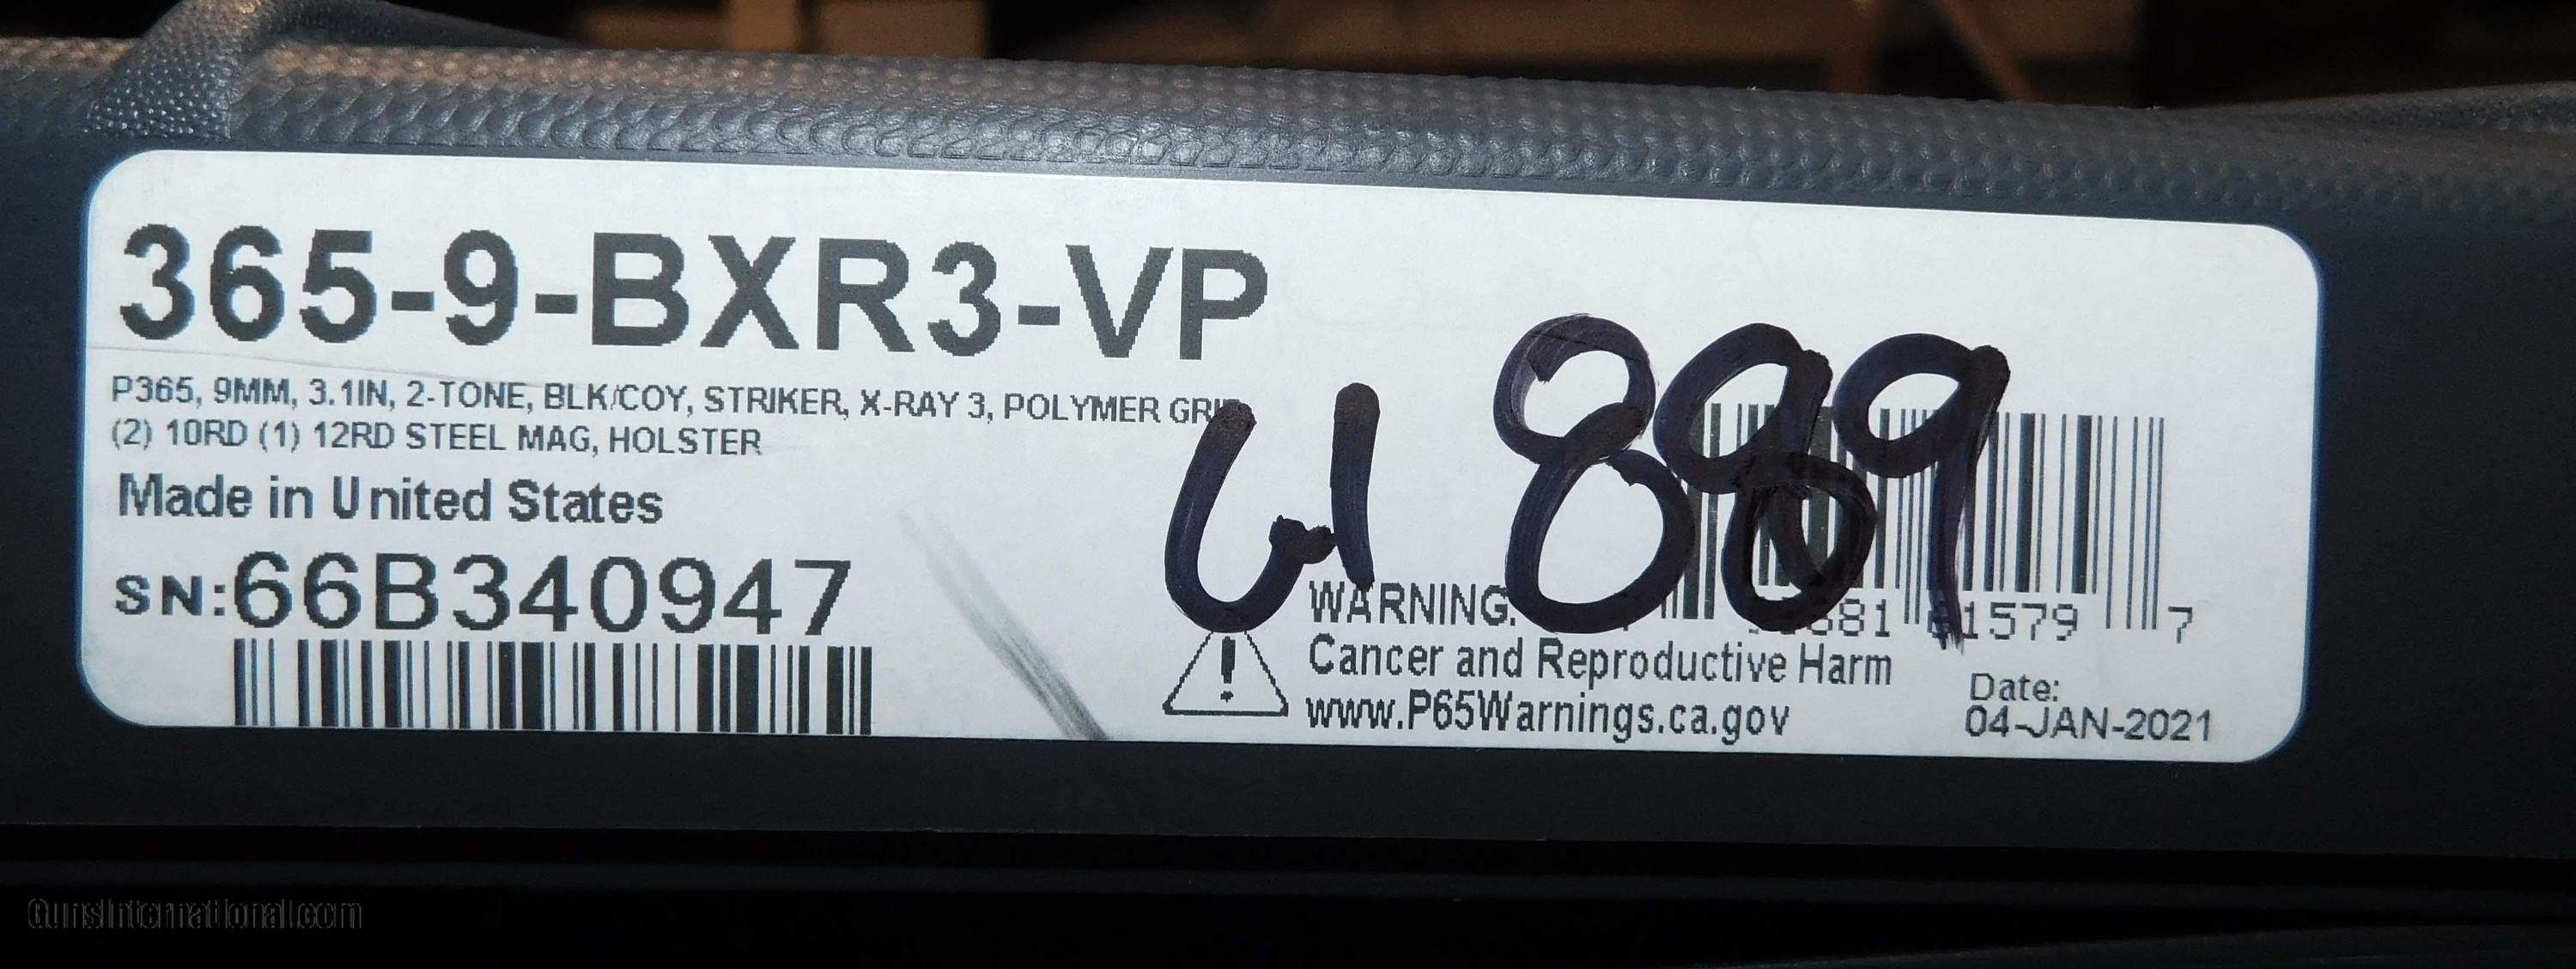 365-9-BXR3-VP
P365, 9MM, 3.1IN, 2-TONE, BLK/COY, STRIKER, X-RAY 3, POLYMER GRIP
(2) 10RD (1) 12RD STEEL MAG, HOLSTER
Made in United States
SN:66B340947
889
1579 7
WARNING:
Cancer and Reproductive Harm
www.P65Warnings.ca.gov
Date:
04-JAN-2021
GunsInternational.com